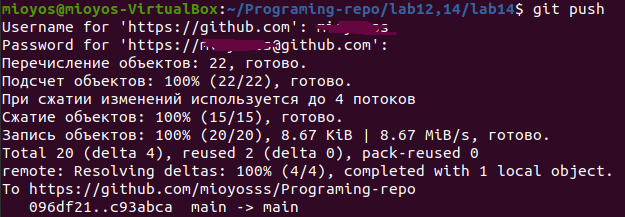 mioyos@mioyos-VirtualBox:~/Programing-repo/lab12,14/lab14$ git push
Username for 'https://github.com':
Password for 'https://m s@github.com':
Перечисление объектов: 22, готово.
Подсчет объектов: 100% (22/22), готово.
При сжатии изменений используется до 4 потоков
Сжатие объектов: 100% (15/15), готово.
Запись объектов: 100% (20/20), 8.67 KiB | 8.67 MiB/s, готово.
Total 20 (delta 4), reused 2 (delta 0), pack-reused 0
remote: Resolving deltas: 100% (4/4), completed with 1 local object.
To https://github.com/mioyosss/Programing-repo
096df21..c93abca main -> main